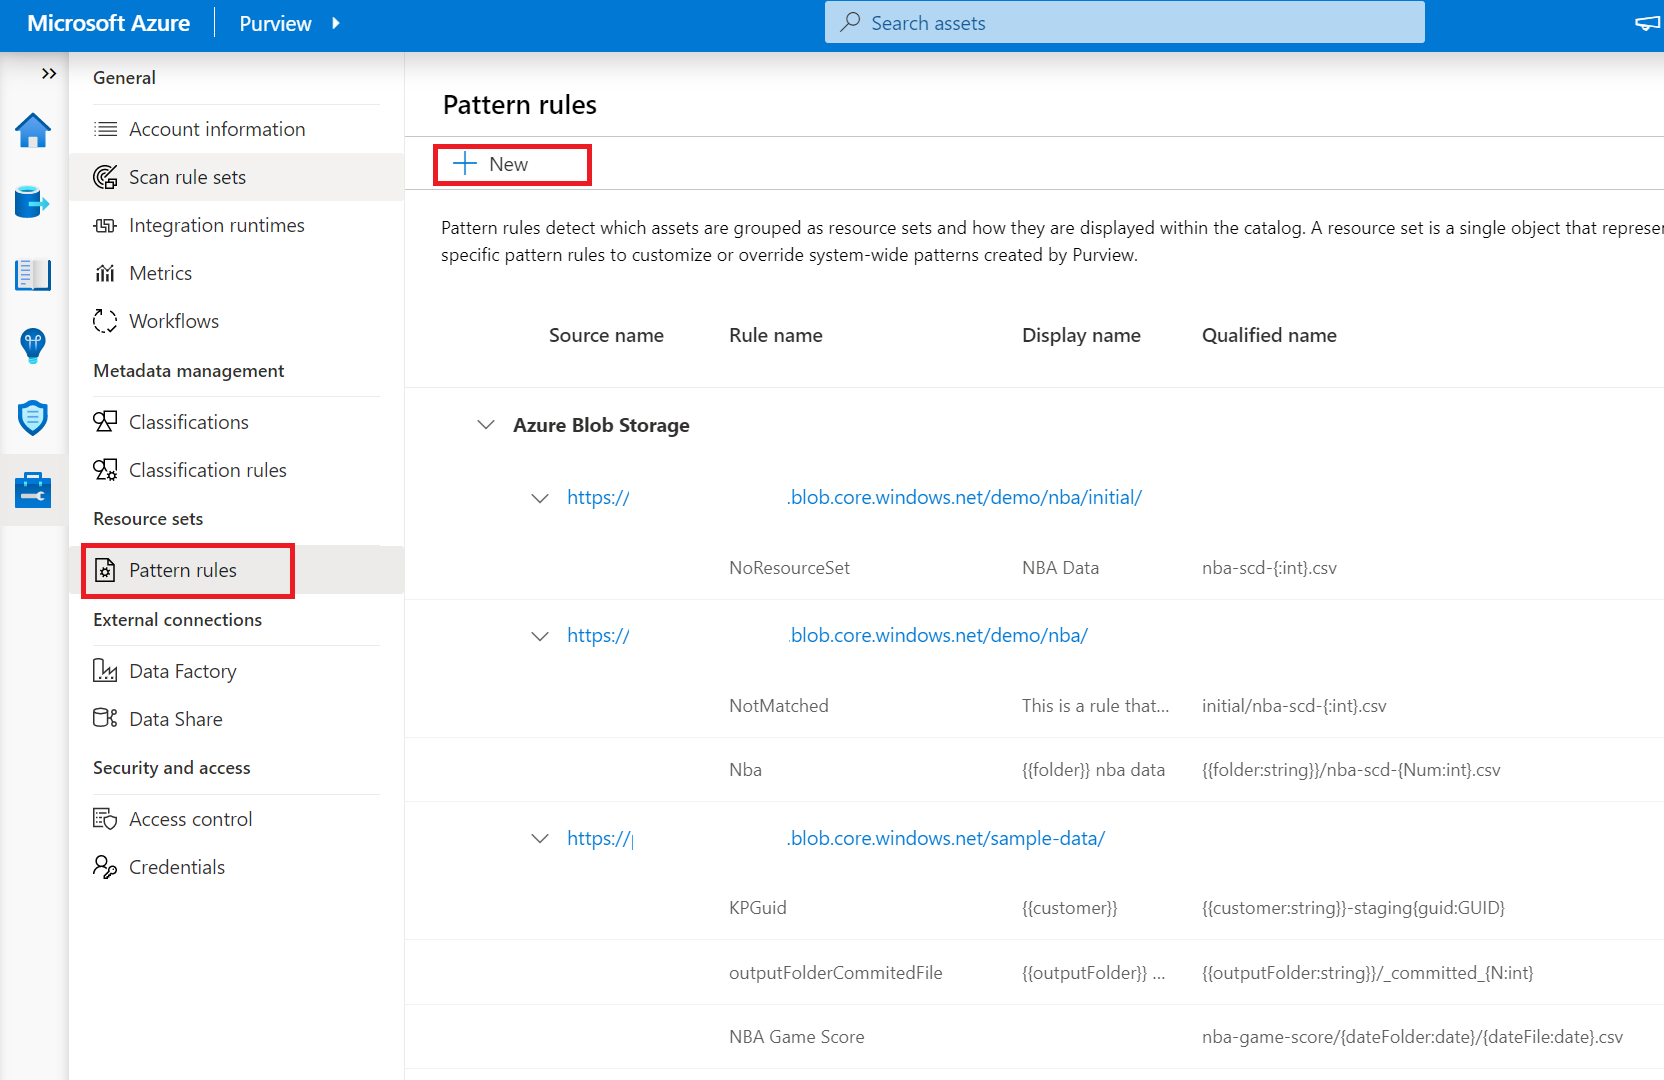 Microsoft Azure
Purview
Search assets
General
Account information
Scan rule sets
Integration runtimes
Metrics
Workflows
Metadata management
Classifications
Classification rules
Resource sets
Pattern rules
External connections
Data Factory
Data Share
Security and access
Access control
Credentials
Pattern rules
New
Pattern rules detect which assets are grouped as resource sets and how they are displayed within the catalog. A resource set is a single object that represe
specific pattern rules to customize or override system-wide patterns created by Purview.
Source name Rule name Display name Qualified name
Azure Blob Storage
https:// .blob.core.windows.net/demo/nba/initial/
NoResourceSet NBA Data nba-scd-{:int}.csv
https:// .blob.core.windows.net/demo/nba/
NotMatched This is a rule that... initial/nba-scd-{:int}.csv
Nba {{folder}} nba data {{folder:string}}/nba-scd-{Num:int}.csv
https:// .blob.core.windows.net/sample-data/
KPGuid {{customer}} {{customer:string}}-staging{guid:GUID}
outputFolderCommitedFile {{outputFolder}} ... {{outputFolder:string}}/_committed_{N:int}
NBA Game Score nba-game-score/{dateFolder:date}/{dateFile:date}.csv